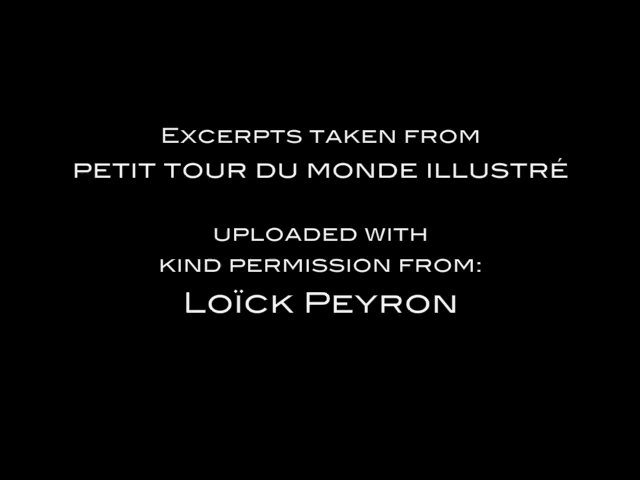 Excerpts taken from
PETIT TOUR DU MONDE ILLUSTRÉ
UPLOADED WITH
KIND PERMISSION FROM:
Loïck Peyron